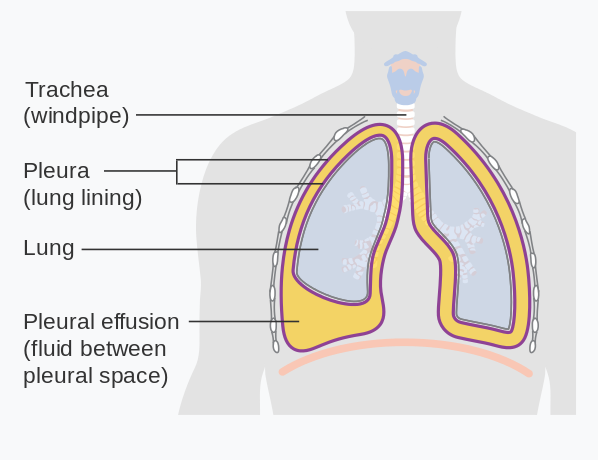 Trachea
(windpipe)
Pleura
(lung lining)
Lung
Pleural effusion
(fluid between
pleural space)